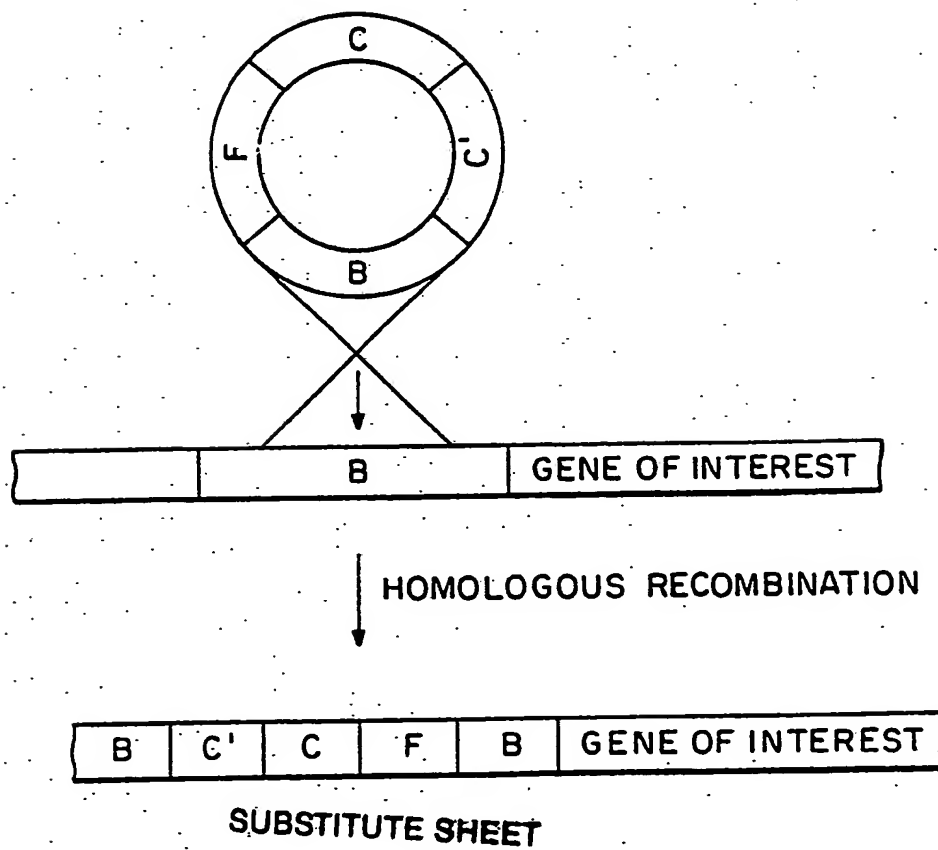 C
F
C'
B
B
GENE OF INTEREST
HOMOLOGOUS RECOMBINATION
B C' C F B GENE OF INTEREST
SUBSTITUTE SHEET